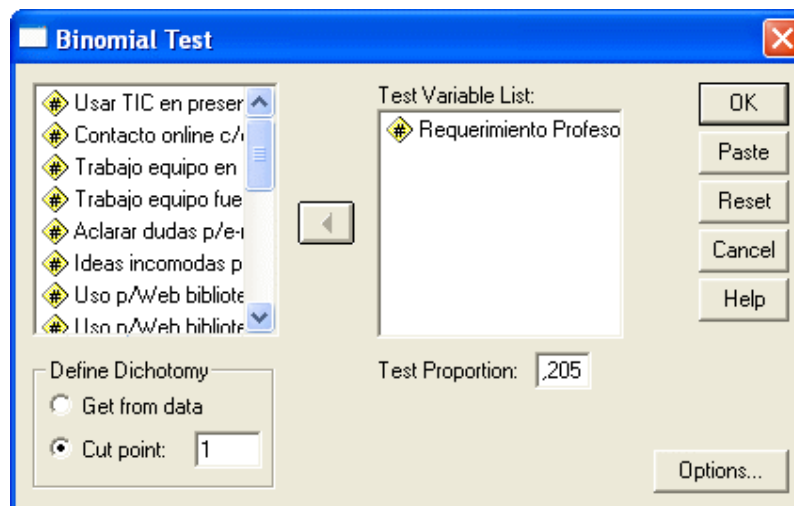 Binomial Test
# Usar TIC en preser
# Contacto online c/
# Trabajo equipo en
# Trabajo equipo fue
# Aclarar dudas p/e-
# Ideas incomodas p
# Uso p/Web bibliote
# Uso p/Web bibliote
Test Variable List:
# Requerimiento Profeso
OK
Paste
Reset
Cancel
Help
Define Dichotomy
Get from data
Cut point: 1
Test Proportion: ,205
Options...